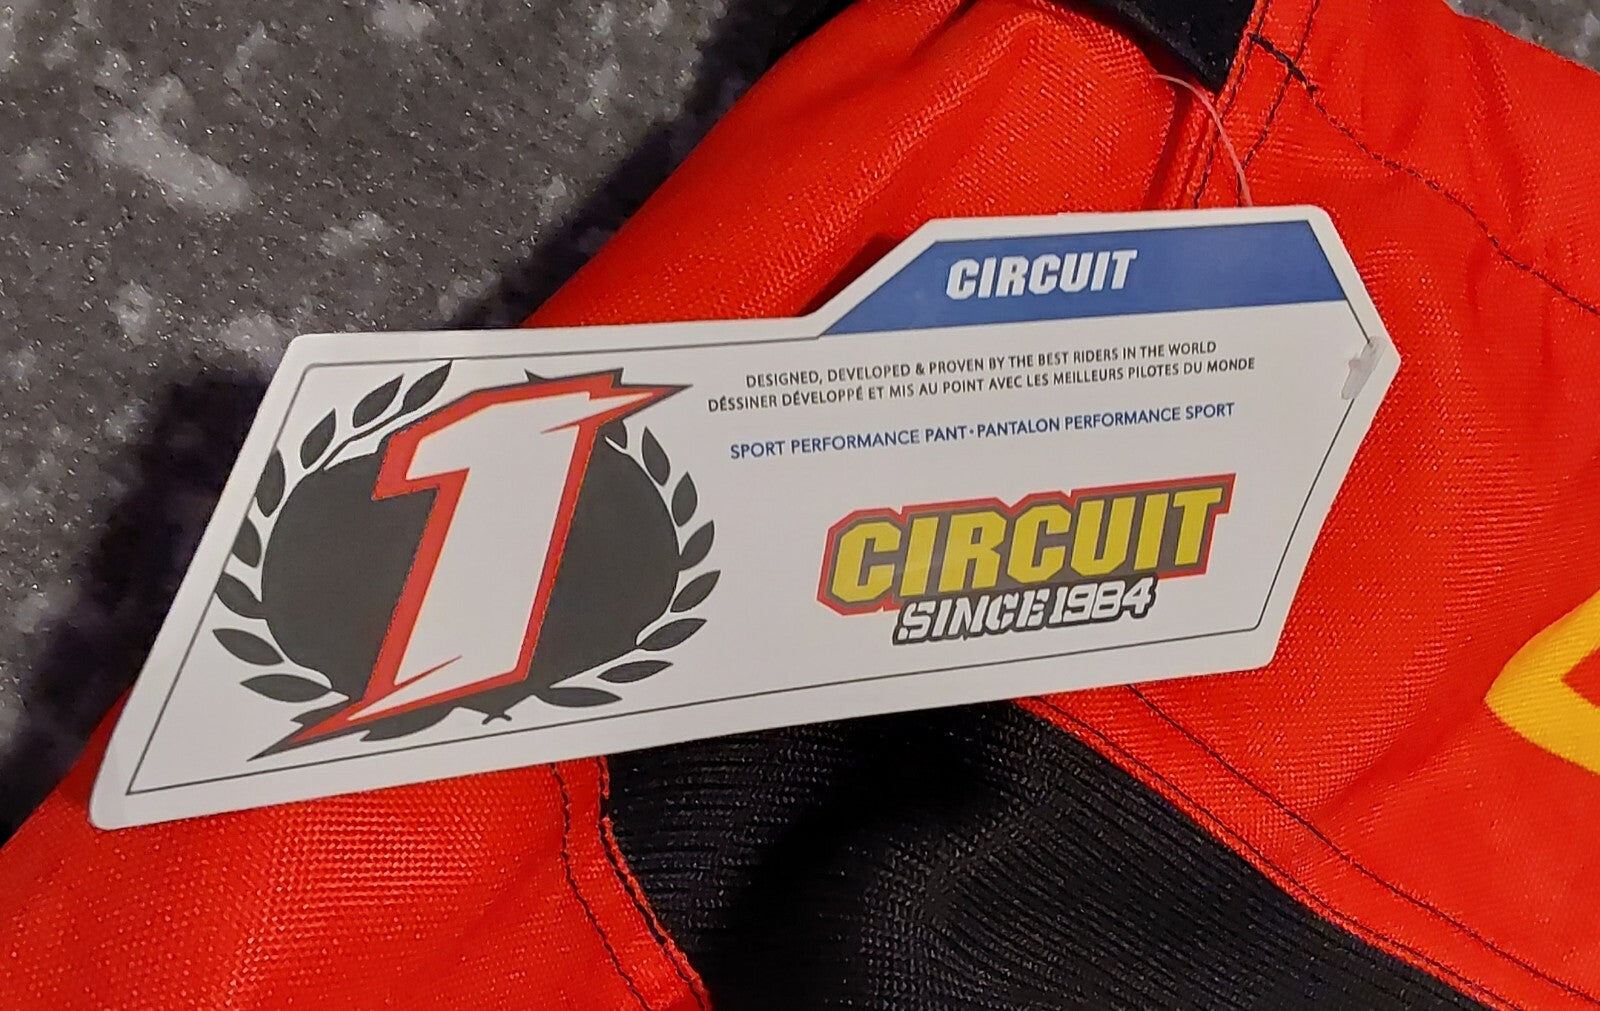 CIRCUIT
DESIGNED, DEVELOPED & PROVEN BY THE BEST RIDERS IN THE WORLD
DÉSSINER DÉVELOPPÉ ET MIS AU POINT AVEC LES MEILLEURS PILOTES DU MONDE
SPORT PERFORMANCE PANT • PANTALON PERFORMANCE SPORT
1
CIRCUIT
SINCE 1984